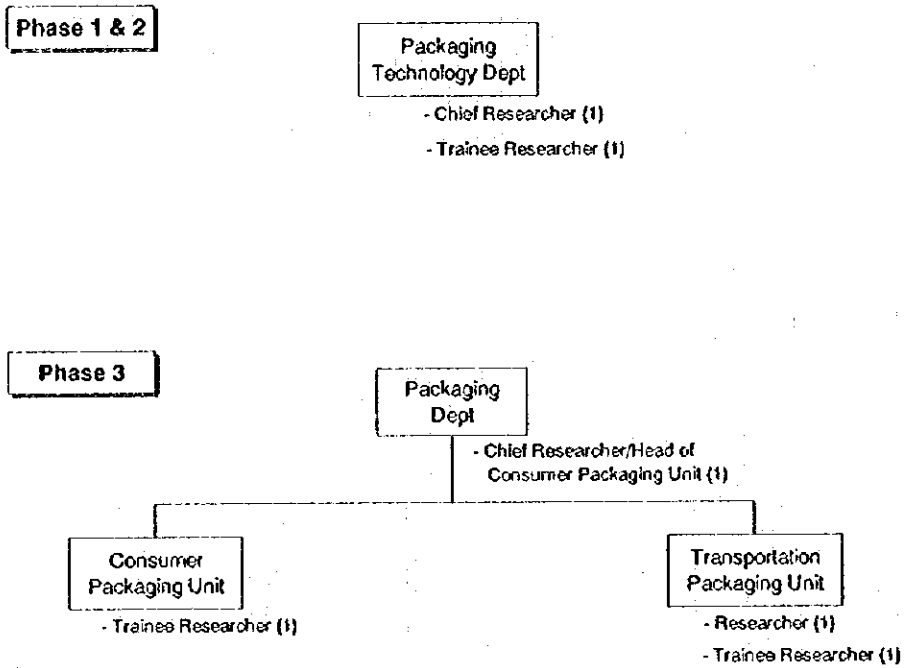 Phase 1 & 2
Packaging
Technology Dept
- Chief Researcher (1)
- Trainee Researcher (1)
Phase 3
Packaging
Dept
- Chief Researcher/Head of
Consumer Packaging Unit (1)
Consumer
Packaging Unit
- Trainee Researcher (1)
Transportation
Packaging Unit
- Researcher (1)
- Trainee Researcher (1)